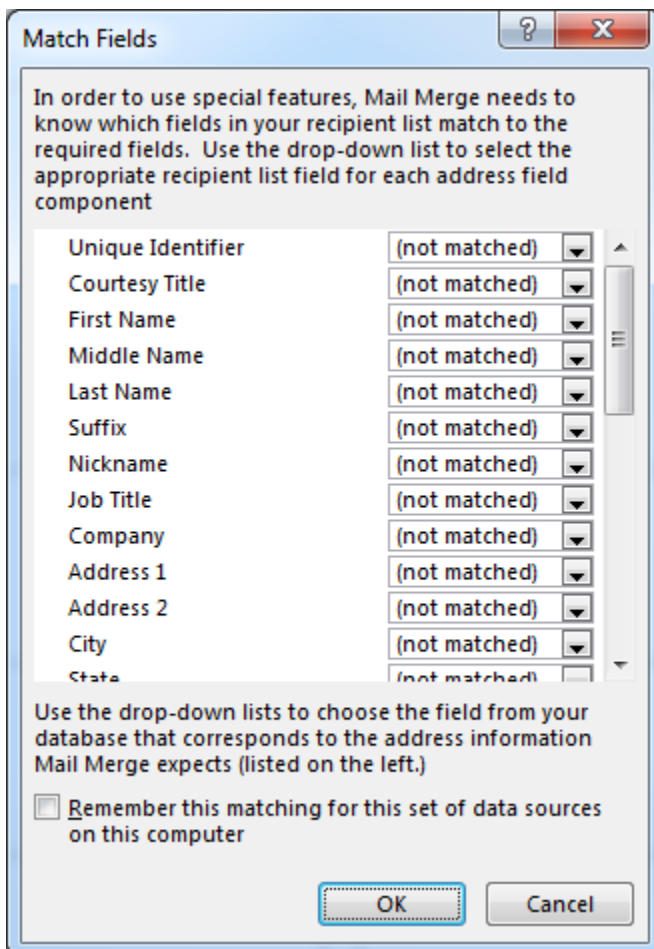 Match Fields
In order to use special features, Mail Merge needs to
know which fields in your recipient list match to the
required fields.  Use the drop-down list to select the
appropriate recipient list field for each address field
component
Unique Identifier (not matched)
Courtesy Title (not matched)
First Name (not matched)
Middle Name (not matched)
Last Name (not matched)
Suffix (not matched)
Nickname (not matched)
Job Title (not matched)
Company (not matched)
Address 1 (not matched)
Address 2 (not matched)
City (not matched)
State (not matched)
Use the drop-down lists to choose the field from your
database that corresponds to the address information
Mail Merge expects (listed on the left.)
Remember this matching for this set of data sources
on this computer
OK Cancel